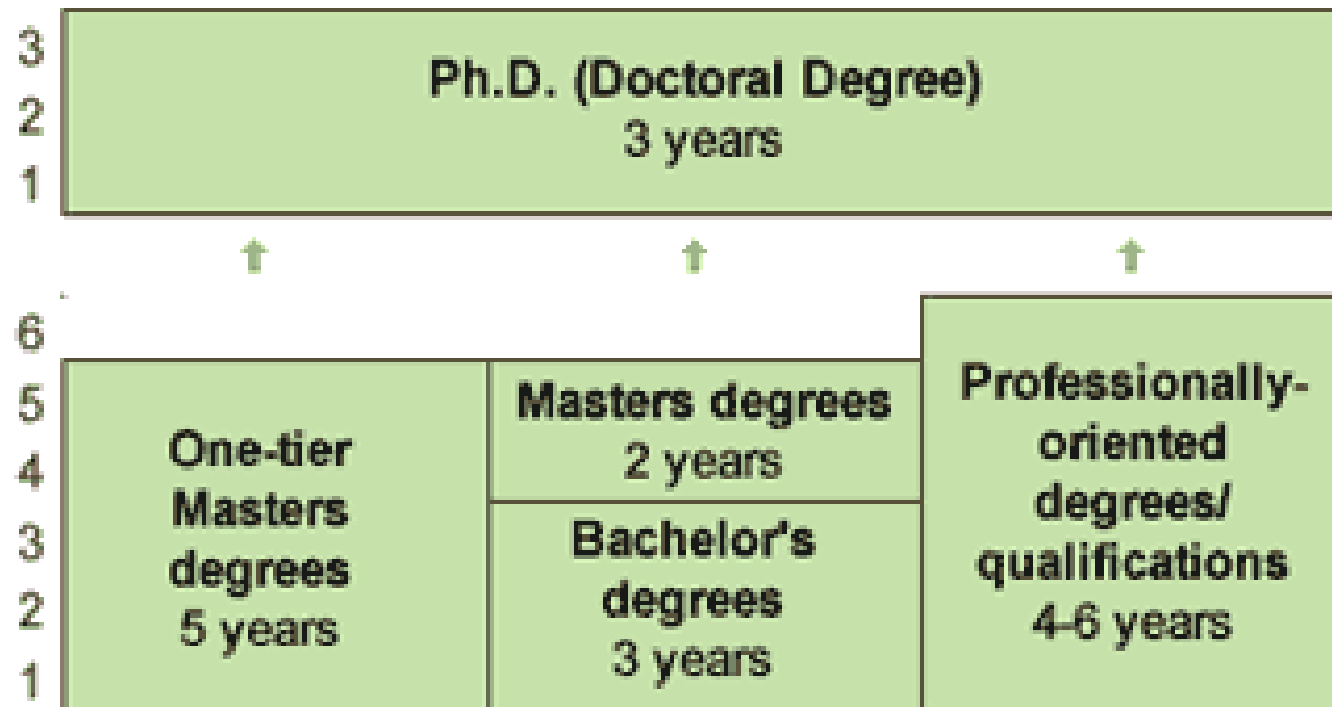 3
2
1
Ph.D. (Doctoral Degree)
3 years
6
5
4
3
2
1
One-tier
Masters
degrees
5 years
Masters degrees
2 years
Bachelor's
degrees
3 years
Professionally-
oriented
degrees/
qualifications
4-6 years